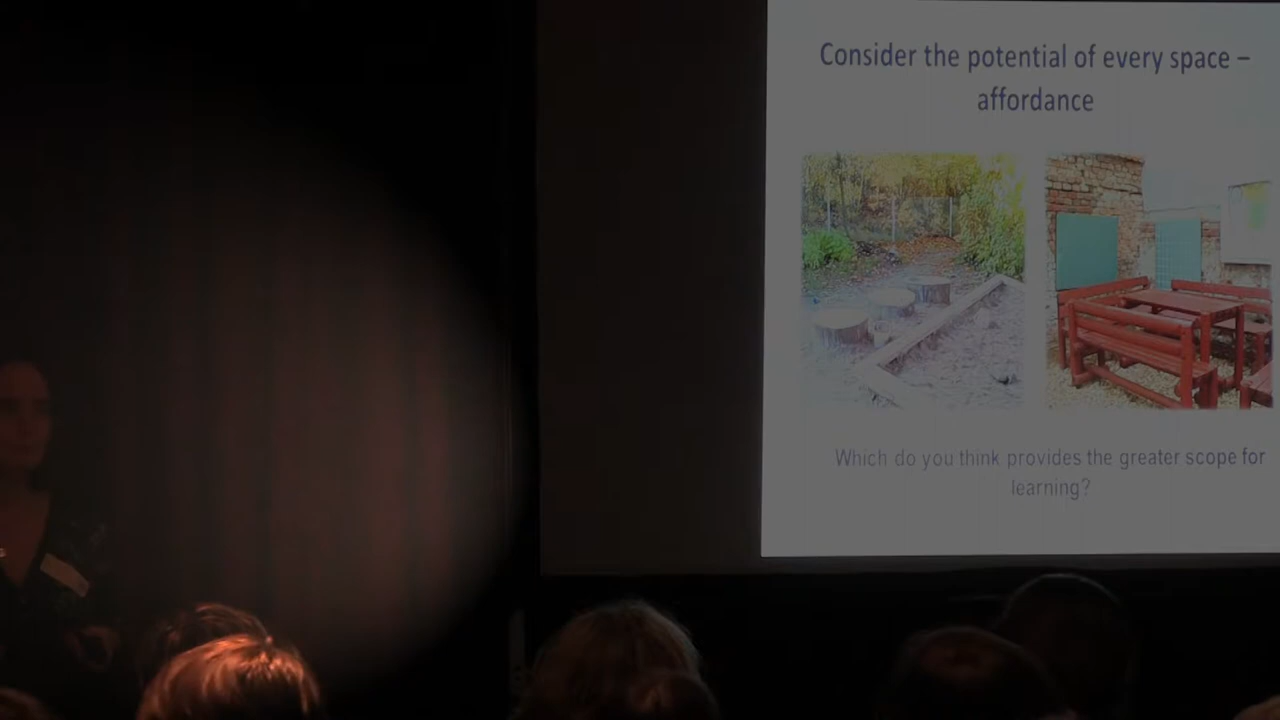 Consider the potential of every space –
affordance
Which do you think provides the greater scope for
learning?